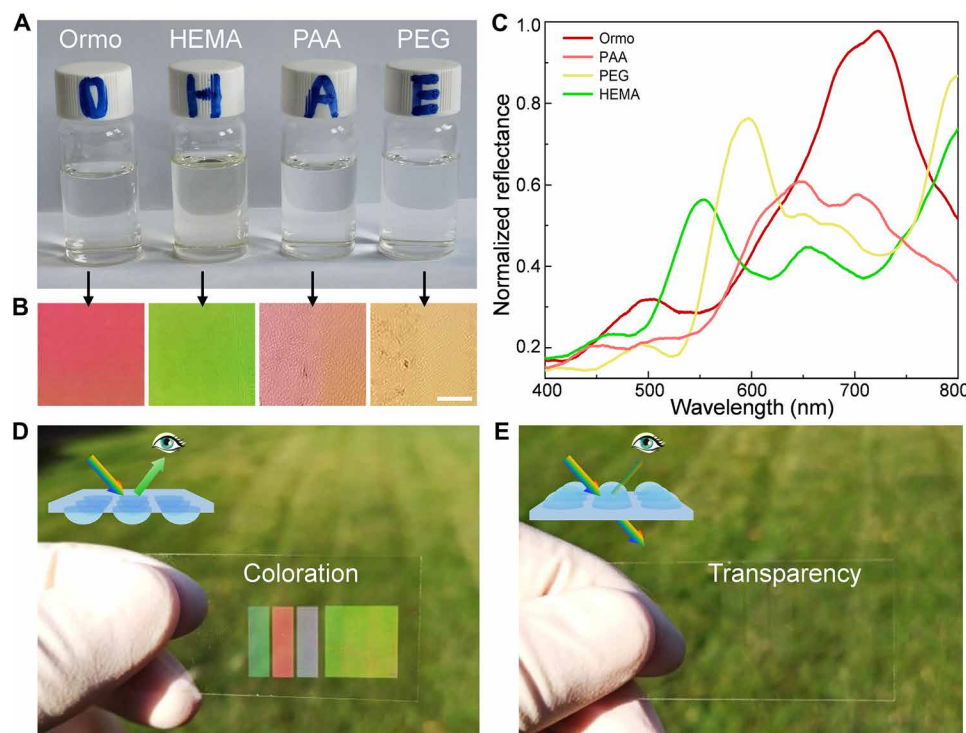 A
Ormo HEMA PAA PEG
O H A E
B
C
Normalized reflectance
1.0
0.8
0.6
0.4
0.2
Ormo
PAA
PEG
HEMA
400 500 600 700 800
Wavelength (nm)
D
Coloration
E
Transparency